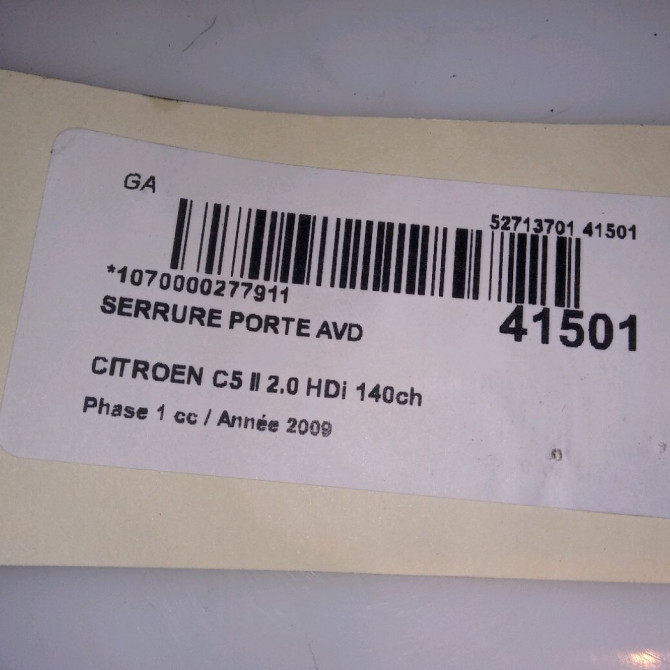 GA
52713701 41501
*1070000277911
SERRURE PORTE AVD
41501
CITROEN C5 II 2.0 HDi 140ch
Phase 1 cc / Année 2009